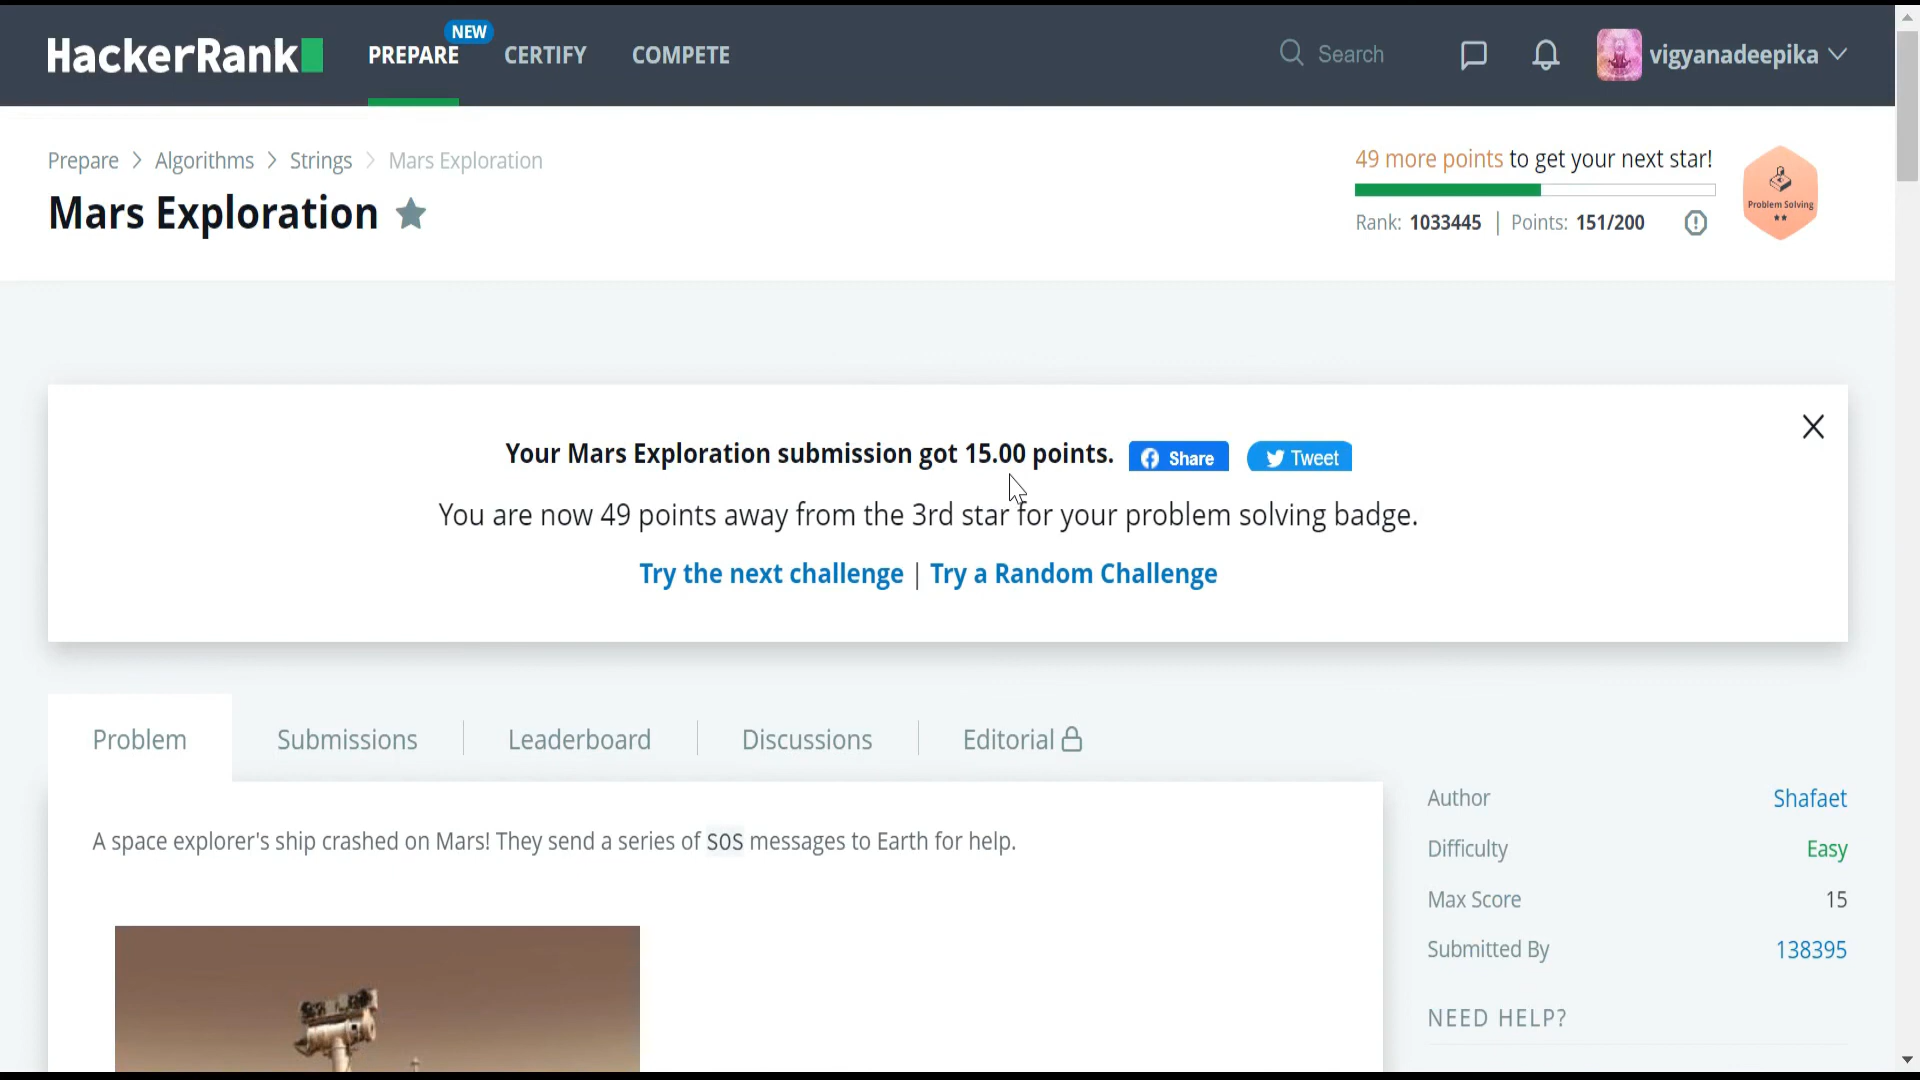 HackerRank
PREPARE
NEW
CERTIFY
COMPETE
Search
vigyanadeepika
Prepare > Algorithms > Strings > Mars Exploration
Mars Exploration
49 more points to get your next star!
Rank: 1033445 | Points: 151/200
Problem Solving
Your Mars Exploration submission got 15.00 points.
Share
Tweet
You are now 49 points away from the 3rd star for your problem solving badge.
Try the next challenge | Try a Random Challenge
Problem
Submissions
Leaderboard
Discussions
Editorial
A space explorer's ship crashed on Mars! They send a series of SOS messages to Earth for help.
Author Shafaet
Difficulty Easy
Max Score 15
Submitted By 138395
NEED HELP?